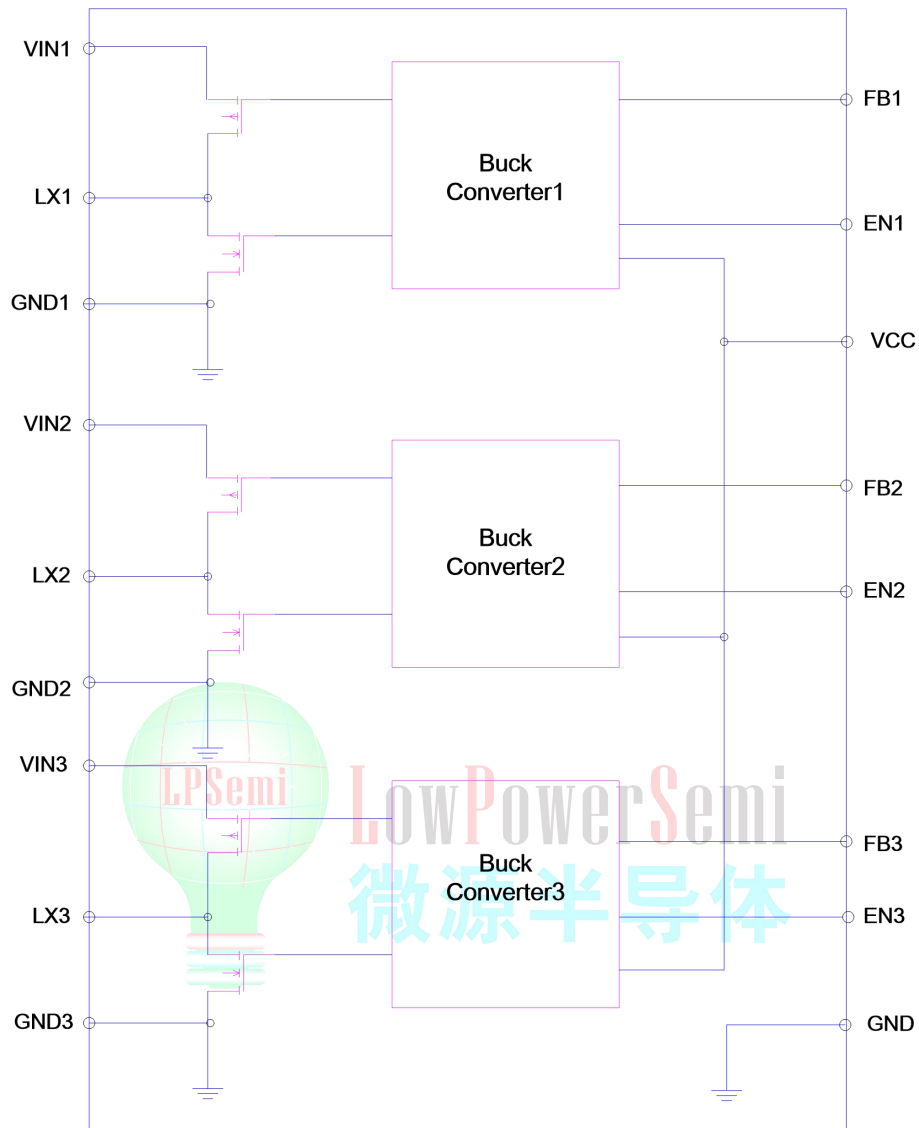 VIN1
FB1
Buck
Converter1
LX1
EN1
GND1
VCC
VIN2
FB2
Buck
Converter2
LX2
EN2
GND2
VIN3
LPSemi
LowPowerSemi
FB3
Buck
Converter3
微源半导体
LX3
EN3
GND3
GND